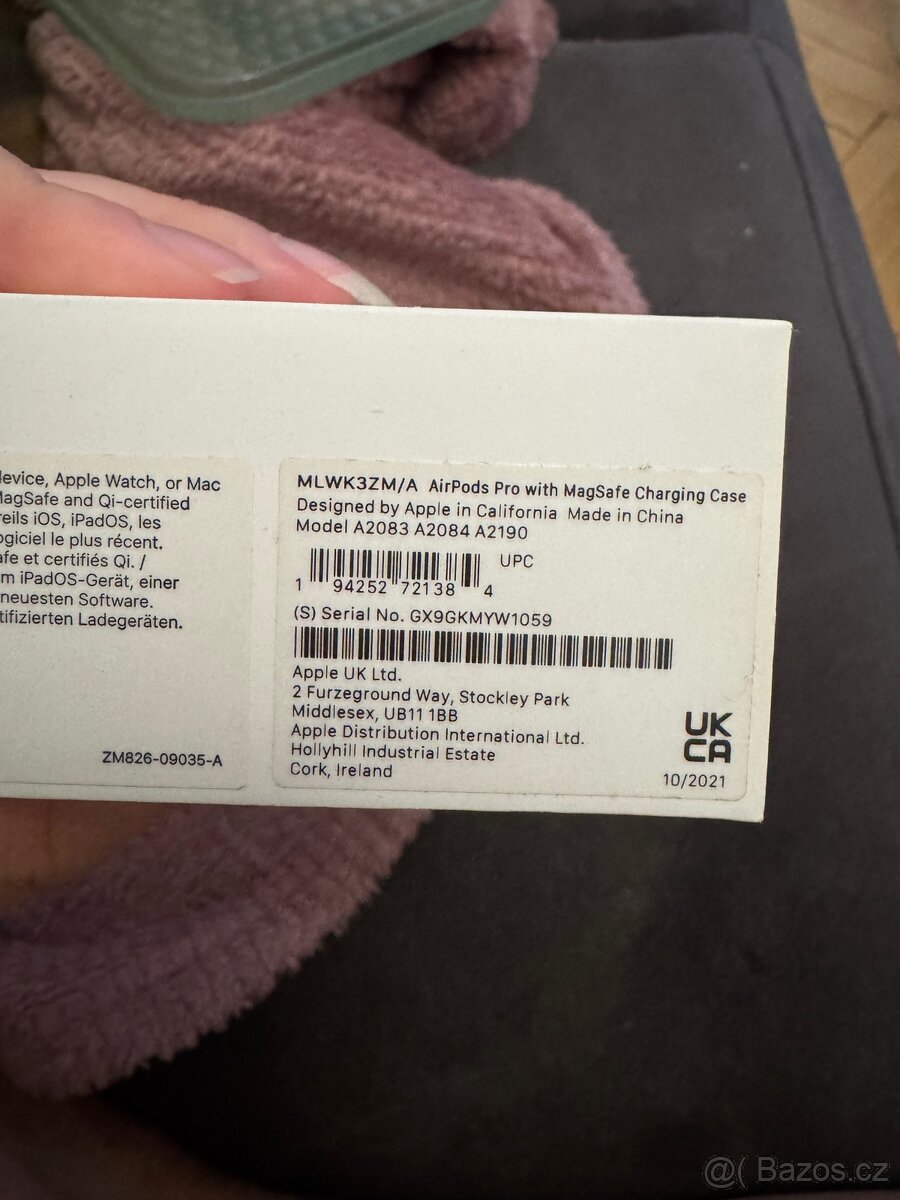 device, Apple Watch, or Mac
MagSafe and Qi-certified
reils iOS, iPadOS, les
ogiciel le plus récent.
afe et certifiés Qi. /
m iPadOS-Gerät, einer
neuesten Software.
tifizierten Ladegeräten.
ZM826-09035-A
MLWK3ZM/A AirPods Pro with MagSafe Charging Case
Designed by Apple in California Made in China
Model A2083 A2084 A2190
UPC
1 94252 72138 4
(S) Serial No. GX9GKMYW1059
Apple UK Ltd.
2 Furzeground Way, Stockley Park
Middlesex, UB11 1BB
Apple Distribution International Ltd.
Hollyhill Industrial Estate
Cork, Ireland
UK
CA
10/2021
@( Bazos.cz